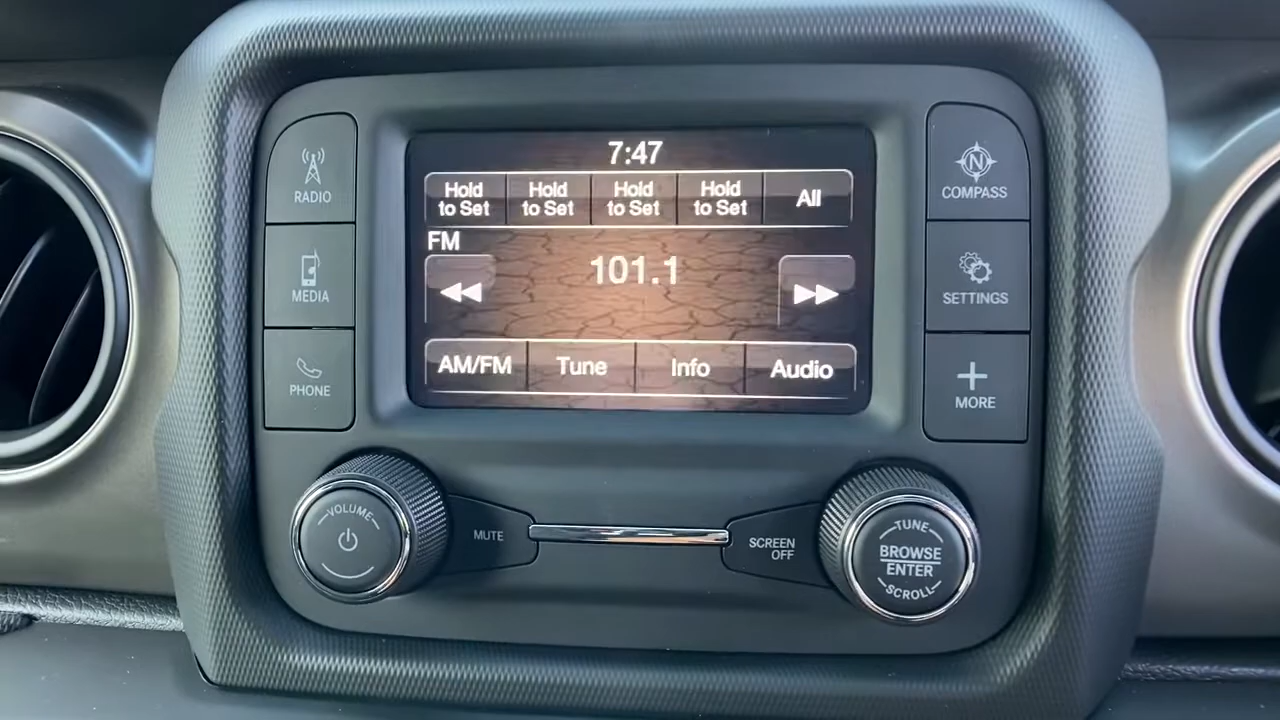 7:47
Hold to Set
Hold to Set
Hold to Set
Hold to Set
All
FM
101.1
AM/FM
Tune
Info
Audio
RADIO
MEDIA
PHONE
N
COMPASS
SETTINGS
MORE
VOLUME
MUTE
SCREEN
OFF
TUNE
BROWSE
ENTER
SCROLL